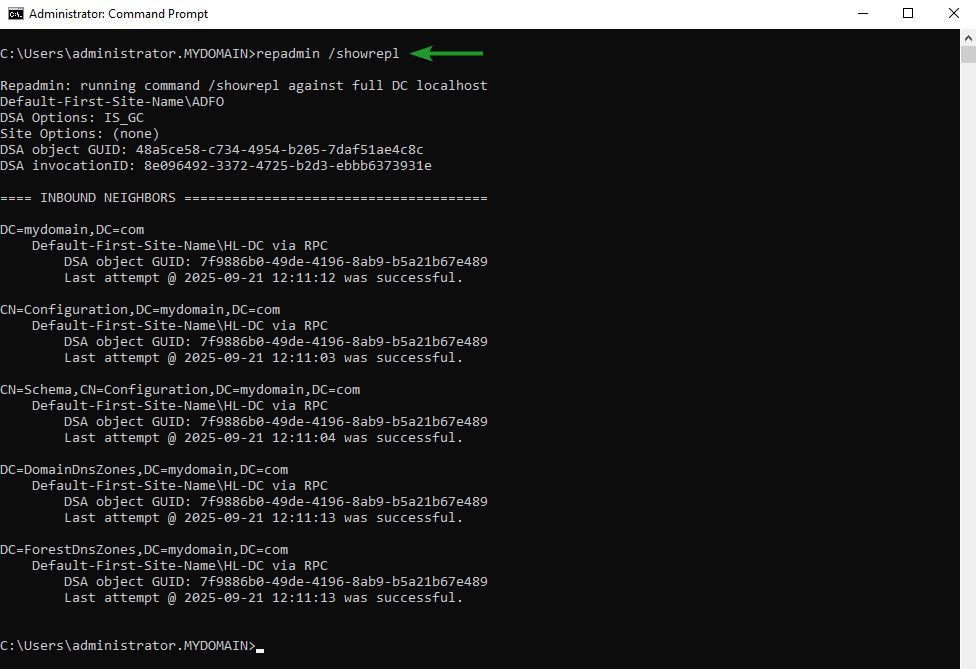 Administrator: Command Prompt
C:\Users\administrator.MYDOMAIN>repadmin /showrepl
Repadmin: running command /showrepl against full DC localhost
Default-First-Site-Name\ADFO
DSA Options: IS_GC
Site Options: (none)
DSA object GUID: 48a5ce58-c734-4954-b205-7daf51ae4c8c
DSA invocationID: 8e096492-3372-4725-b2d3-ebbb6373931e
==== INBOUND NEIGHBORS ======================================
DC=mydomain,DC=com
    Default-First-Site-Name\HL-DC via RPC
        DSA object GUID: 7f9886b0-49de-4196-8ab9-b5a21b67e489
        Last attempt @ 2025-09-21 12:11:12 was successful.
CN=Configuration,DC=mydomain,DC=com
    Default-First-Site-Name\HL-DC via RPC
        DSA object GUID: 7f9886b0-49de-4196-8ab9-b5a21b67e489
        Last attempt @ 2025-09-21 12:11:03 was successful.
CN=Schema,CN=Configuration,DC=mydomain,DC=com
    Default-First-Site-Name\HL-DC via RPC
        DSA object GUID: 7f9886b0-49de-4196-8ab9-b5a21b67e489
        Last attempt @ 2025-09-21 12:11:04 was successful.
DC=DomainDnsZones,DC=mydomain,DC=com
    Default-First-Site-Name\HL-DC via RPC
        DSA object GUID: 7f9886b0-49de-4196-8ab9-b5a21b67e489
        Last attempt @ 2025-09-21 12:11:13 was successful.
DC=ForestDnsZones,DC=mydomain,DC=com
    Default-First-Site-Name\HL-DC via RPC
        DSA object GUID: 7f9886b0-49de-4196-8ab9-b5a21b67e489
        Last attempt @ 2025-09-21 12:11:13 was successful.
C:\Users\administrator.MYDOMAIN>